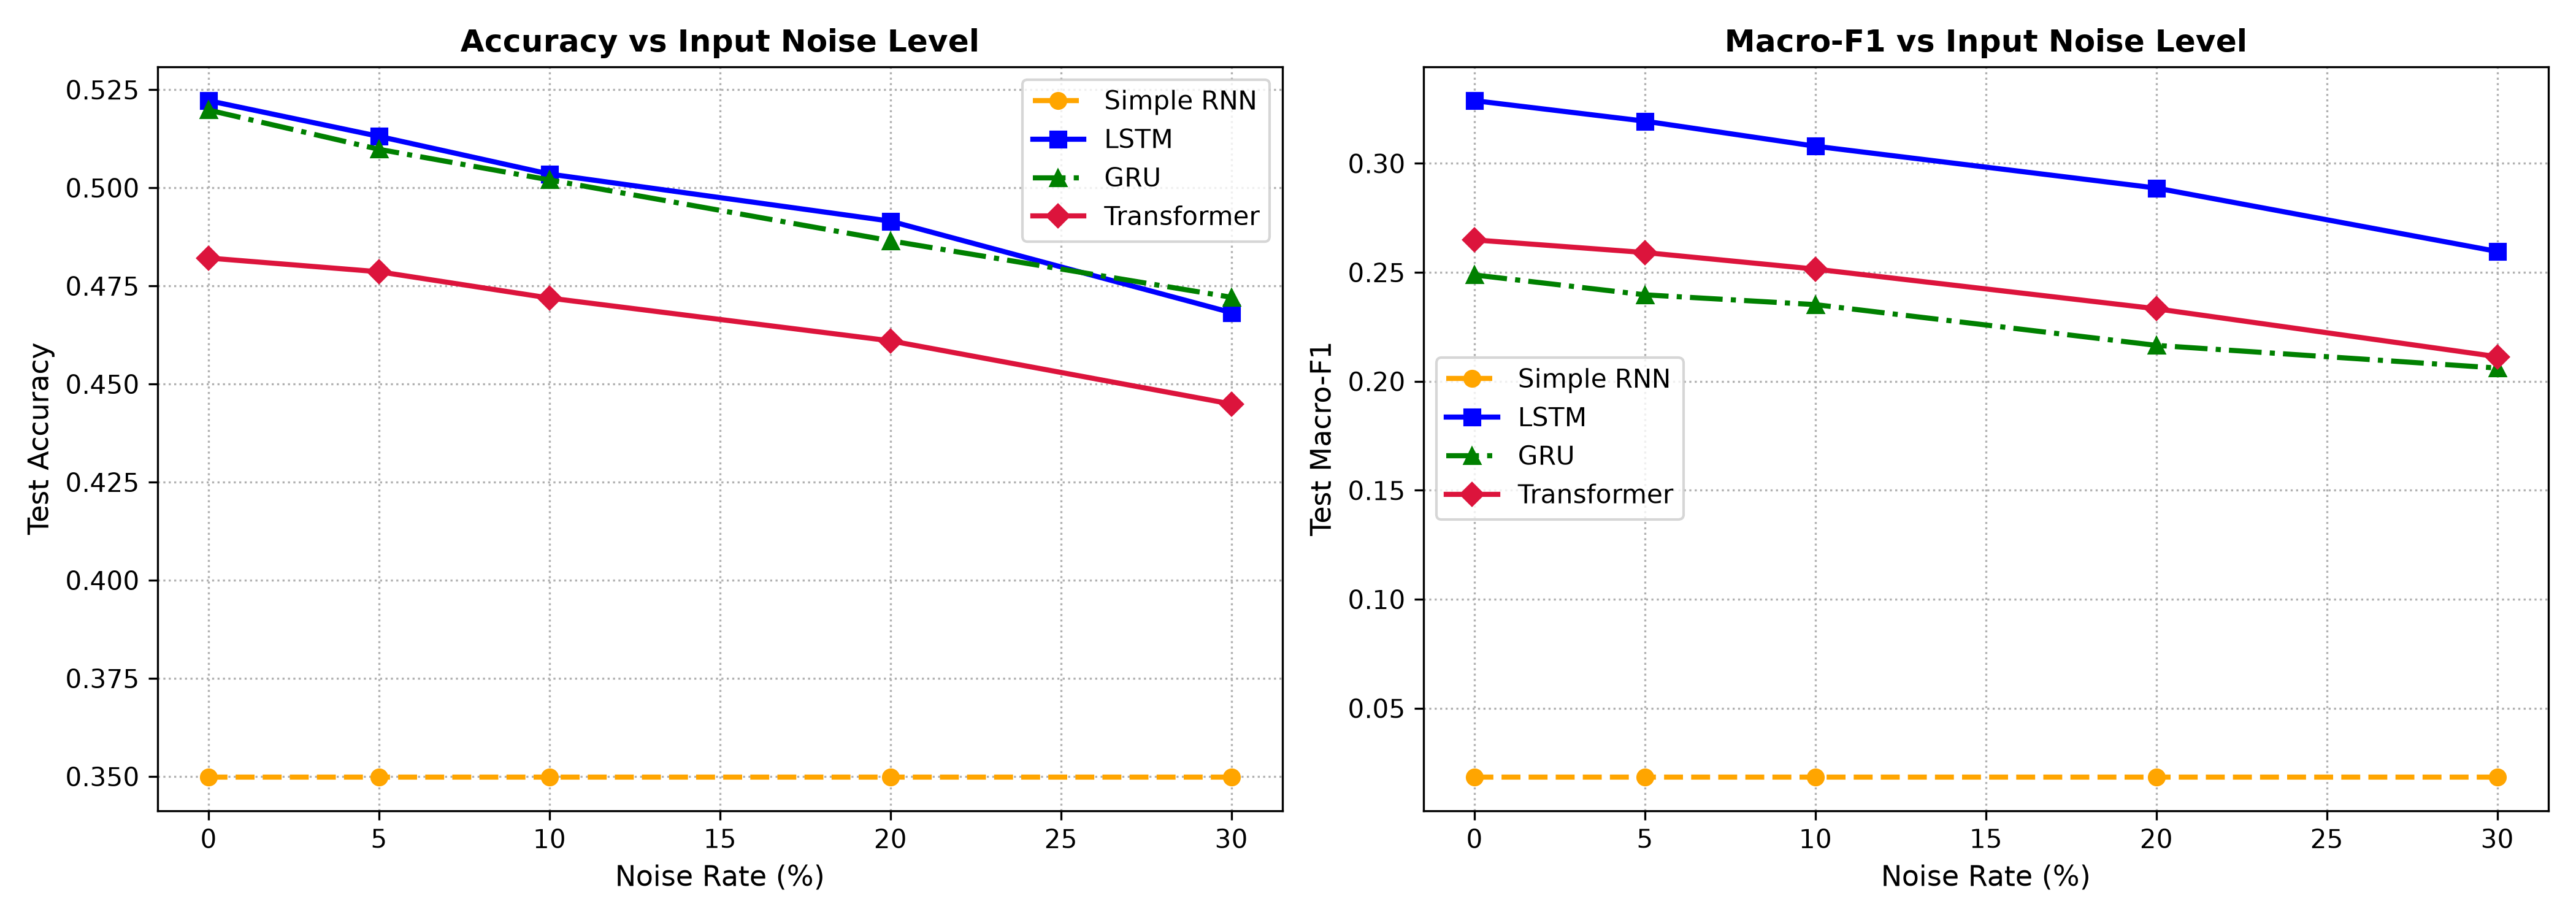 Accuracy vs Input Noise Level
Test Accuracy
0.525
0.500
0.475
0.450
0.425
0.400
0.375
0.350
Simple RNN
LSTM
GRU
Transformer
0 5 10 15 20 25 30
Noise Rate (%)
Macro-F1 vs Input Noise Level
Test Macro-F1
0.30
0.25
0.20
0.15
0.10
0.05
Simple RNN
LSTM
GRU
Transformer
0 5 10 15 20 25 30
Noise Rate (%)